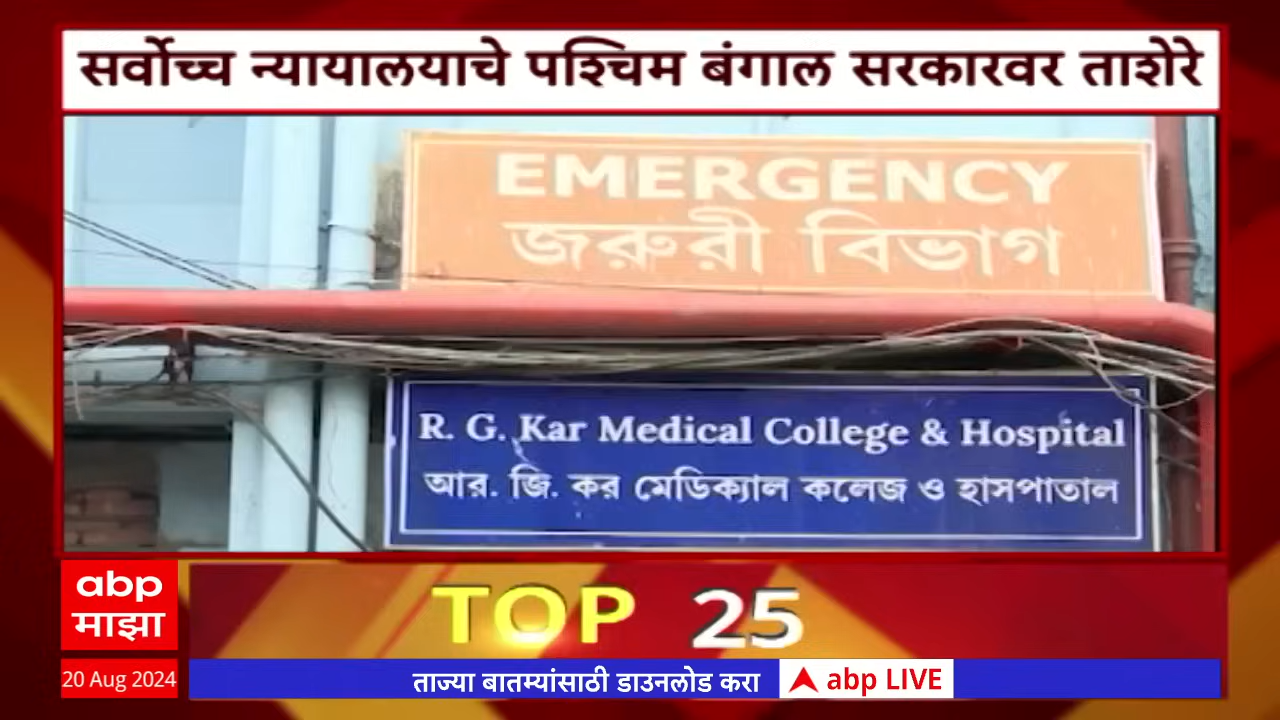 सर्वोच्च न्यायालयाचे पश्चिम बंगाल सरकारवर ताशेरे
EMERGENCY
জরুরী বিভাগ
R. G. Kar Medical College & Hospital
আর. জি. কর মেডিক্যাল কলেজ ও হাসপাতাল
abp
माझा
TOP 25
20 Aug 2024
ताज्या बातम्यांसाठी डाउनलोड करा
abp LIVE